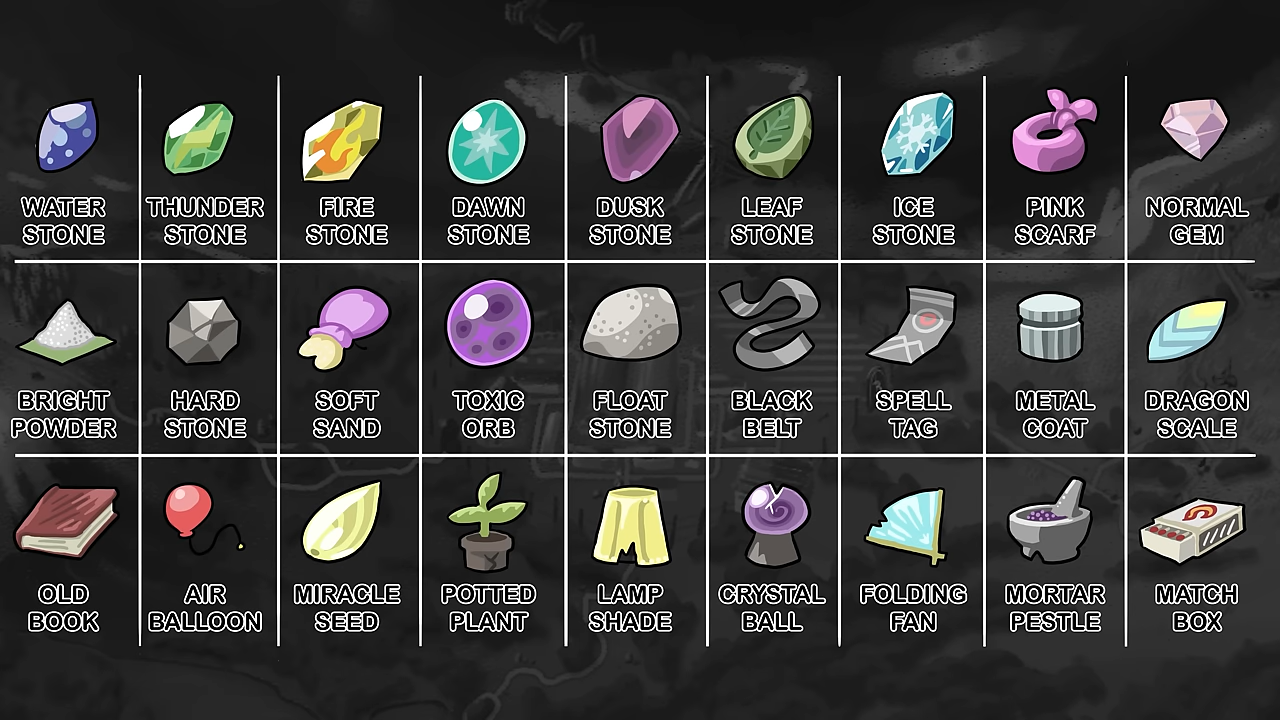 WATER STONE
THUNDER STONE
FIRE STONE
DAWN STONE
DUSK STONE
LEAF STONE
ICE STONE
PINK SCARF
NORMAL GEM
BRIGHT POWDER
HARD STONE
SOFT SAND
TOXIC ORB
FLOAT STONE
BLACK BELT
SPELL TAG
METAL COAT
DRAGON SCALE
OLD BOOK
AIR BALLOON
MIRACLE SEED
POTTED PLANT
LAMP SHADE
CRYSTAL BALL
FOLDING FAN
MORTAR PESTLE
MATCH BOX